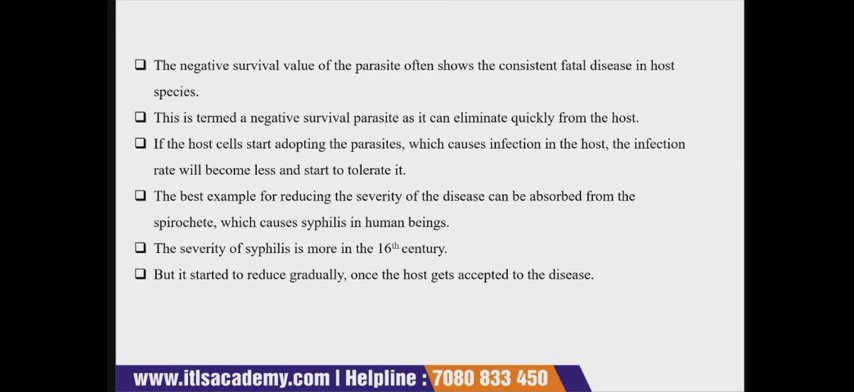 ❑ The negative survival value of the parasite often shows the consistent fatal disease in host
species.
❑ This is termed a negative survival parasite as it can eliminate quickly from the host.
❑ If the host cells start adopting the parasites, which causes infection in the host, the infection
rate will become less and start to tolerate it.
❑ The best example for reducing the severity of the disease can be absorbed from the
spirochete, which causes syphilis in human beings.
❑ The severity of syphilis is more in the 16th century.
❑ But it started to reduce gradually, once the host gets accepted to the disease.
www.itlsacademy.com | Helpline : 7080 833 450